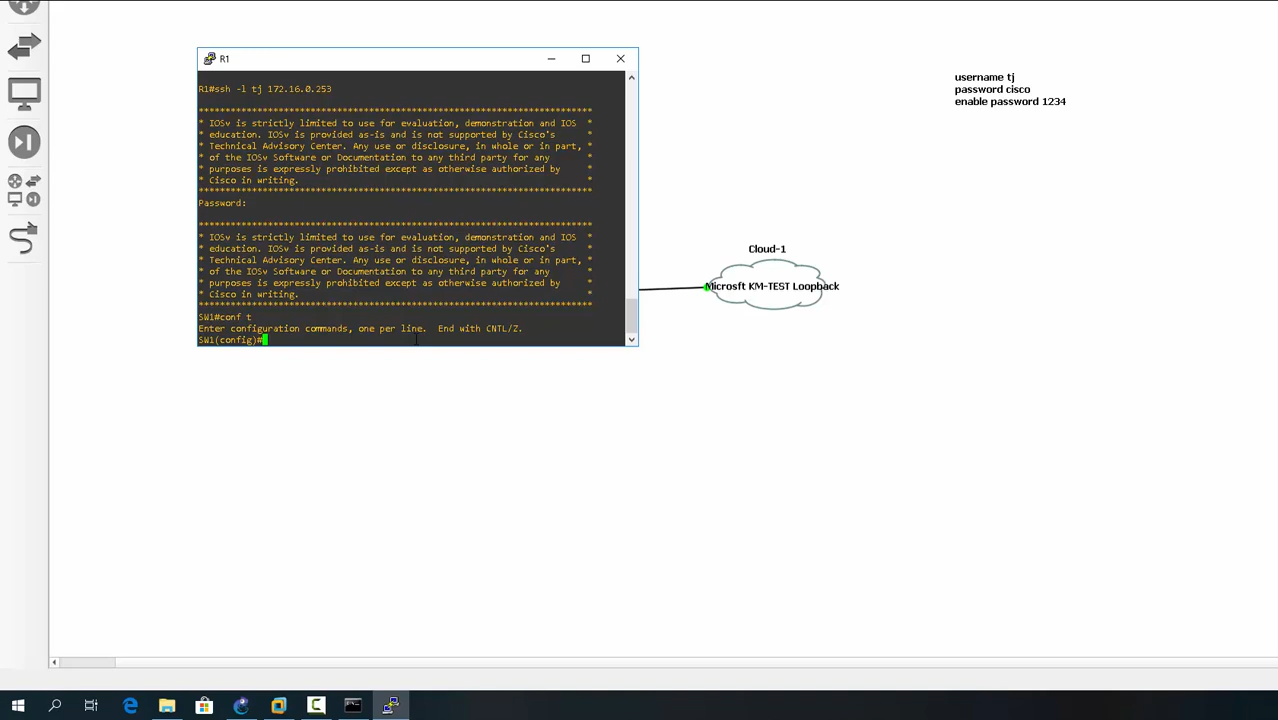 R1
R1#ssh -l tj 172.16.0.253
**************************************************************************
* IOSv is strictly limited to use for evaluation, demonstration and IOS  *
* education. IOSv is provided as-is and is not supported by Cisco's      *
* Technical Advisory Center. Any use or disclosure, in whole or in part, *
* of the IOSv Software or Documentation to any third party for any       *
* purposes is expressly prohibited except as otherwise authorized by     *
* Cisco in writing.                                                      *
**************************************************************************
Password:
**************************************************************************
* IOSv is strictly limited to use for evaluation, demonstration and IOS  *
* education. IOSv is provided as-is and is not supported by Cisco's      *
* Technical Advisory Center. Any use or disclosure, in whole or in part, *
* of the IOSv Software or Documentation to any third party for any       *
* purposes is expressly prohibited except as otherwise authorized by     *
* Cisco in writing.                                                      *
**************************************************************************
SW1#conf t
Enter configuration commands, one per line.  End with CNTL/Z.
SW1(config)#
username tj
password cisco
enable password 1234
Cloud-1
Microsft KM-TEST Loopback